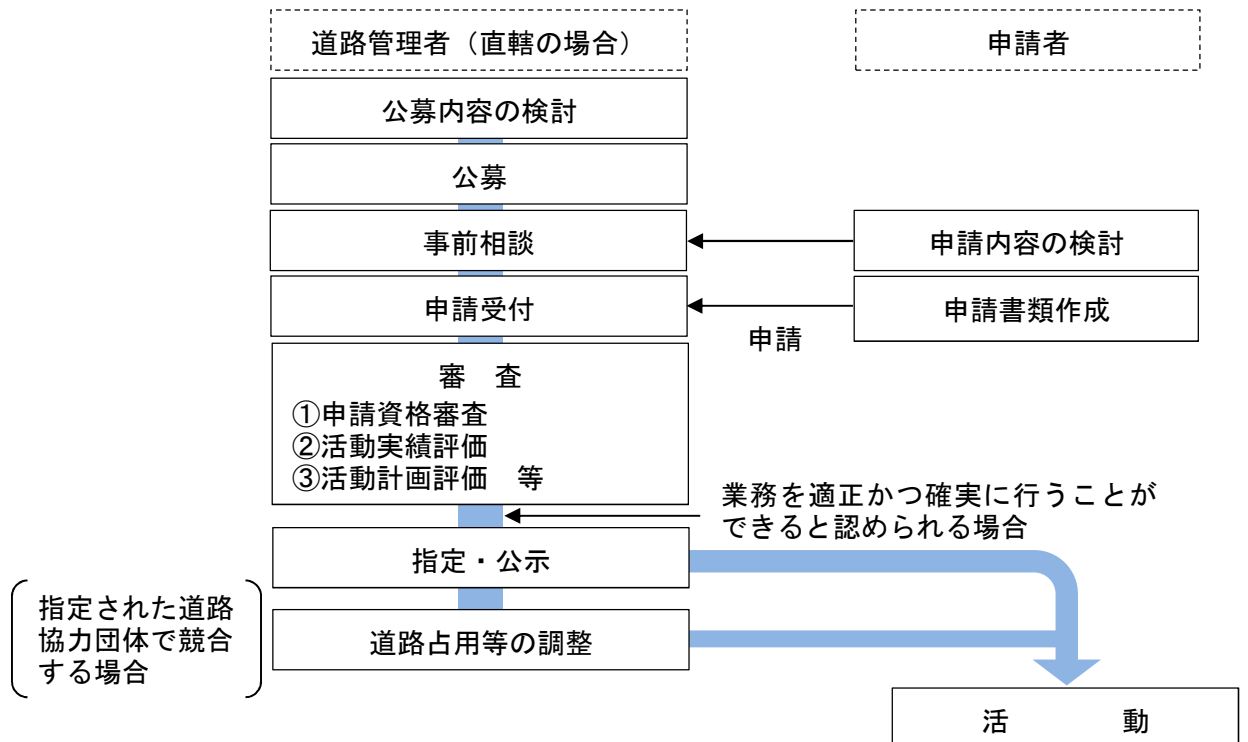 道路管理者（直轄の場合）
申請者
公募内容の検討
公募
事前相談
申請内容の検討
申請受付
申請書類作成
申請
審　査
①申請資格審査
②活動実績評価
③活動計画評価　等
業務を適正かつ確実に行うことが
できると認められる場合
指定・公示
指定された道路
協力団体で競合
する場合
道路占用等の調整
活　　　動